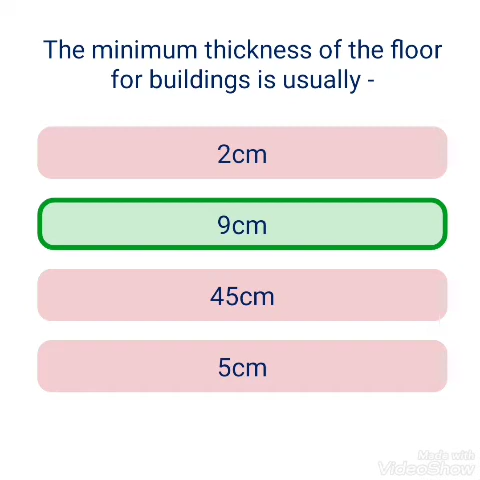 The minimum thickness of the floor
for buildings is usually -
2cm
9cm
45cm
5cm
Made with
VideoShow